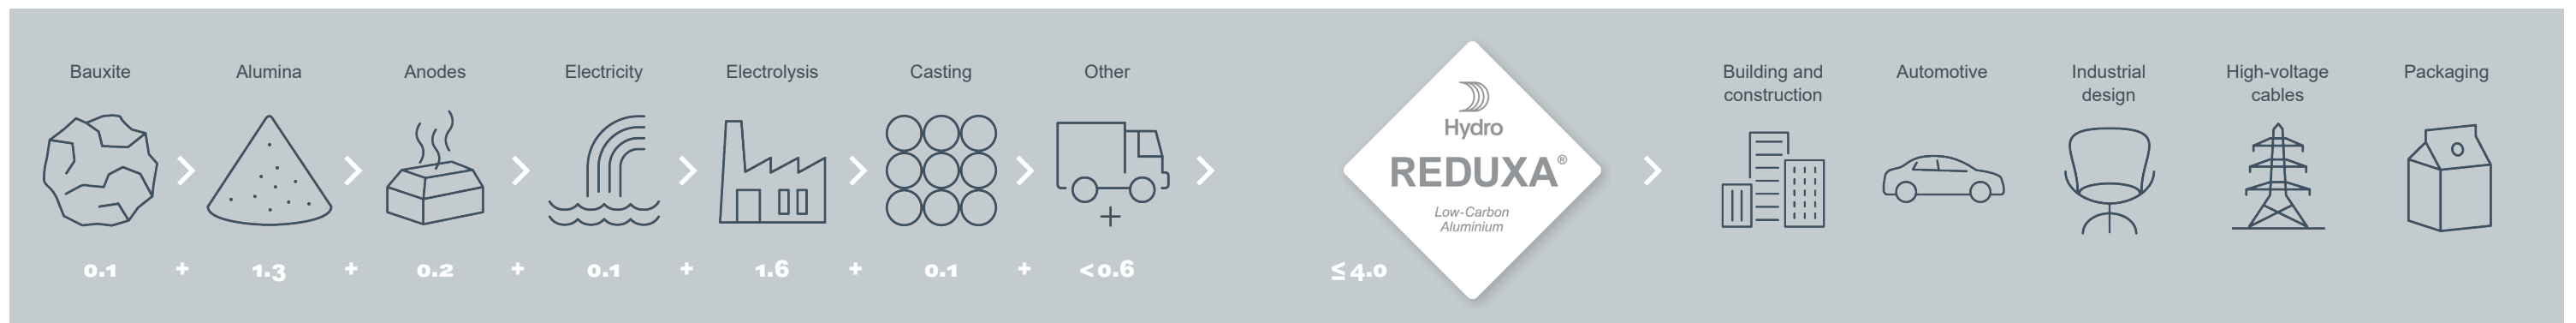 Bauxite
Alumina
Anodes
Electricity
Electrolysis
Casting
Other
0.1 + 1.3 + 0.2 + 0.1 + 1.6 + 0.1 + <0.6
≤ 4.0
Hydro
REDUXA®
Low-Carbon
Aluminium
Building and
construction
Automotive
Industrial
design
High-voltage
cables
Packaging